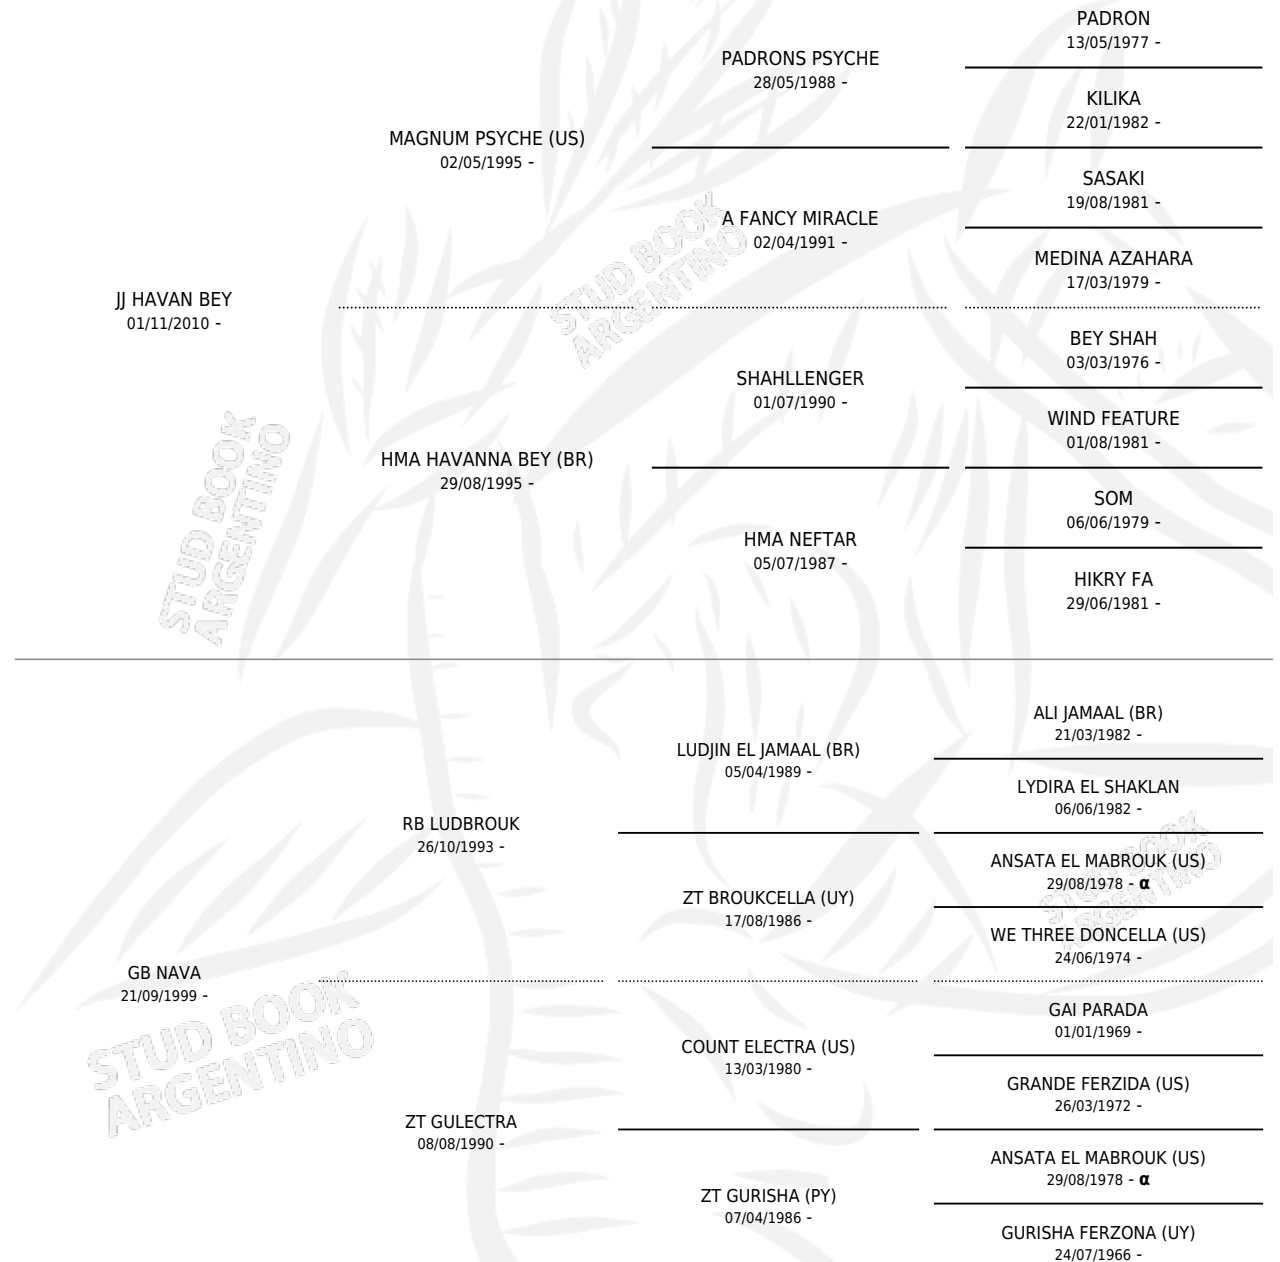 PADRON
13/05/1977 -
PADRONS PSYCHE
28/05/1988 -
KILIKA
22/01/1982 -
MAGNUM PSYCHE (US)
02/05/1995 -
SASAKI
19/08/1981 -
A FANCY MIRACLE
02/04/1991 -
MEDINA AZAHARA
17/03/1979 -
JJ HAVAN BEY
01/11/2010 -
BEY SHAH
03/03/1976 -
SHAHLLENGER
01/07/1990 -
WIND FEATURE
01/08/1981 -
HMA HAVANNA BEY (BR)
29/08/1995 -
SOM
06/06/1979 -
HMA NEFTAR
05/07/1987 -
HIKRY FA
29/06/1981 -
ALI JAMAAL (BR)
21/03/1982 -
LUDJIN EL JAMAAL (BR)
05/04/1989 -
LYDIRA EL SHAKLAN
06/06/1982 -
RB LUDBROUK
26/10/1993 -
ANSATA EL MABROUK (US)
29/08/1978 - α
ZT BROUKCELLA (UY)
17/08/1986 -
WE THREE DONCELLA (US)
24/06/1974 -
GB NAVA
21/09/1999 -
GAI PARADA
01/01/1969 -
COUNT ELECTRA (US)
13/03/1980 -
GRANDE FERZIDA (US)
26/03/1972 -
ZT GULECTRA
08/08/1990 -
ANSATA EL MABROUK (US)
29/08/1978 - α
ZT GURISHA (PY)
07/04/1986 -
GURISHA FERZONA (UY)
24/07/1966 -
STUD BOOK
ARGENTINO
STUD BOOK
ARGENTINO
STUD BOOK
ARGENTINO
STUD BOOK
ARGENTINO